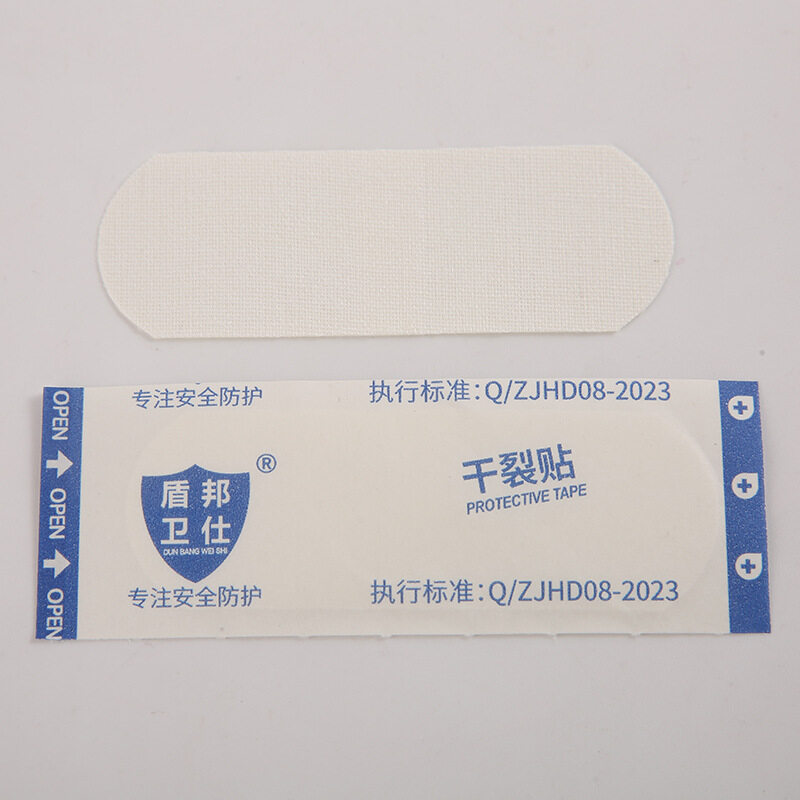 专注安全防护 执行标准：Q/ZJHD08-2023
OPEN
OPEN
OPEN
盾邦
卫仕
DUN BANG WEI SHI
®
干裂贴
PROTECTIVE TAPE
专注安全防护 执行标准：Q/ZJHD08-2023